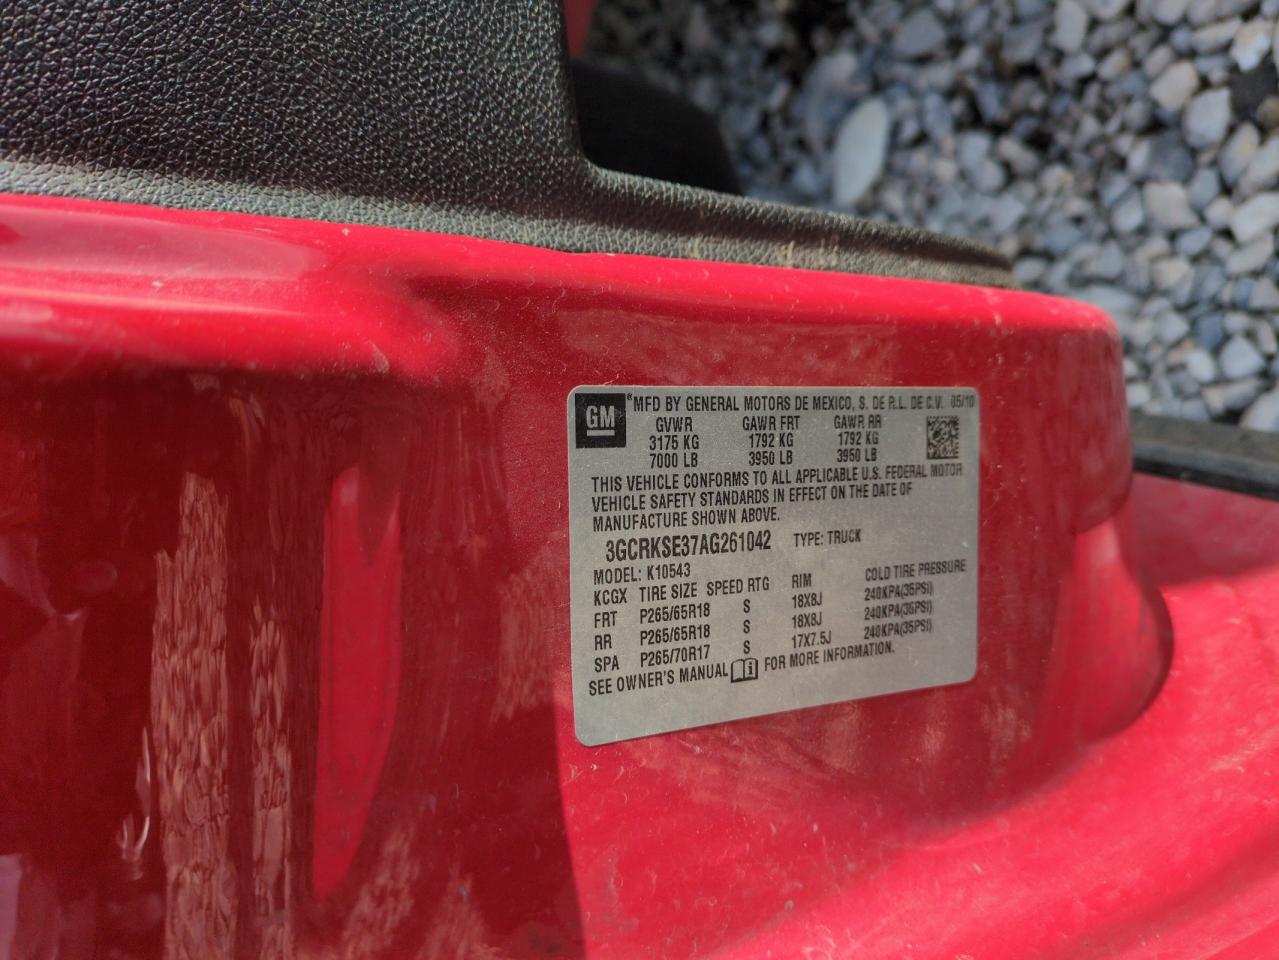 GM ®MFD BY GENERAL MOTORS DE MEXICO, S. DE R.L. DE C.V. 05/10
GVWR GAWR FRT GAWR RR
3175 KG 1792 KG 1792 KG
7000 LB 3950 LB 3950 LB
THIS VEHICLE CONFORMS TO ALL APPLICABLE U.S. FEDERAL MOTOR
VEHICLE SAFETY STANDARDS IN EFFECT ON THE DATE OF
MANUFACTURE SHOWN ABOVE.
3GCRKSE37AG261042 TYPE: TRUCK
MODEL: K10543
KCGX TIRE SIZE SPEED RTG RIM COLD TIRE PRESSURE
FRT P265/65R18 S 18X8J 240KPA(35PSI)
RR P265/65R18 S 18X8J 240KPA(35PSI)
SPA P265/70R17 S 17X7.5J 240KPA(35PSI)
SEE OWNER'S MANUAL FOR MORE INFORMATION.